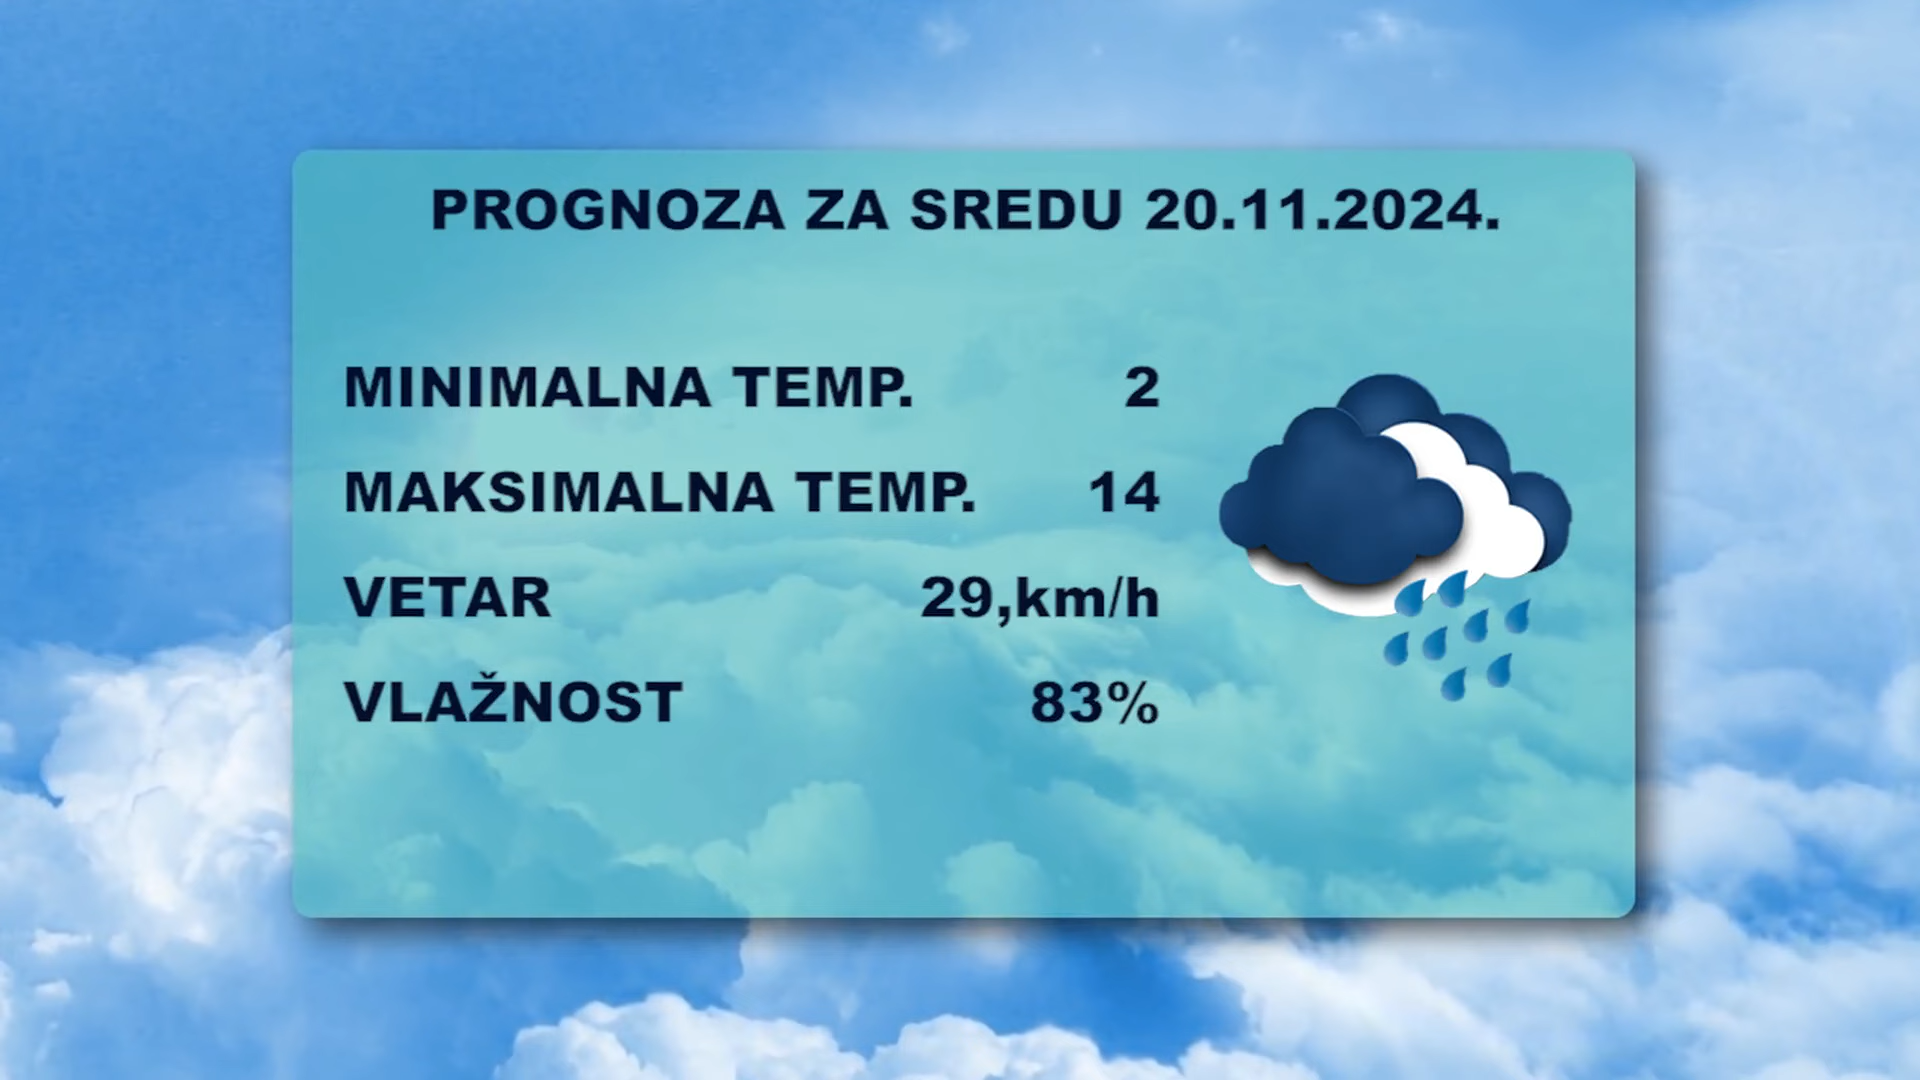 PROGNOZA ZA SREDU 20.11.2024.
MINIMALNA TEMP. 2
MAKSIMALNA TEMP. 14
VETAR 29,km/h
VLAŽNOST 83%